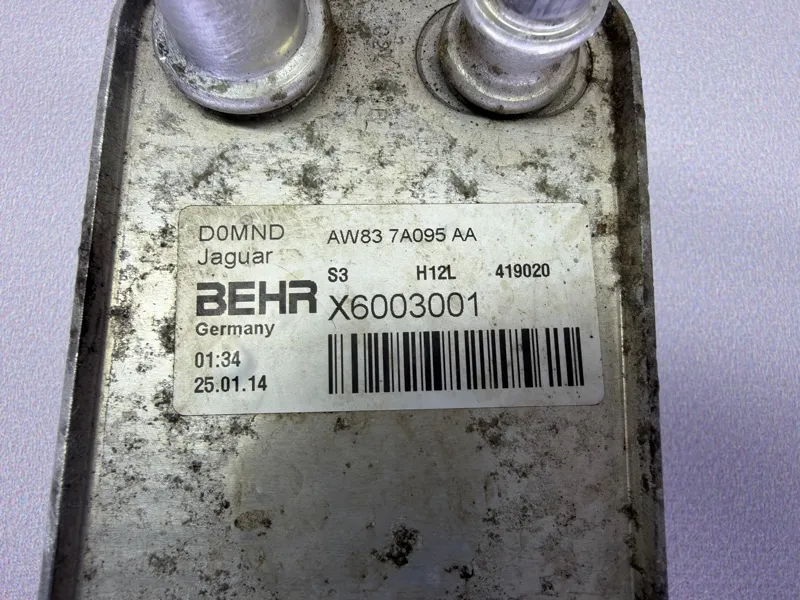 D0MND
Jaguar
AW83 7A095 AA
S3 H12L 419020
BEHR X6003001
Germany
01:34
25.01.14